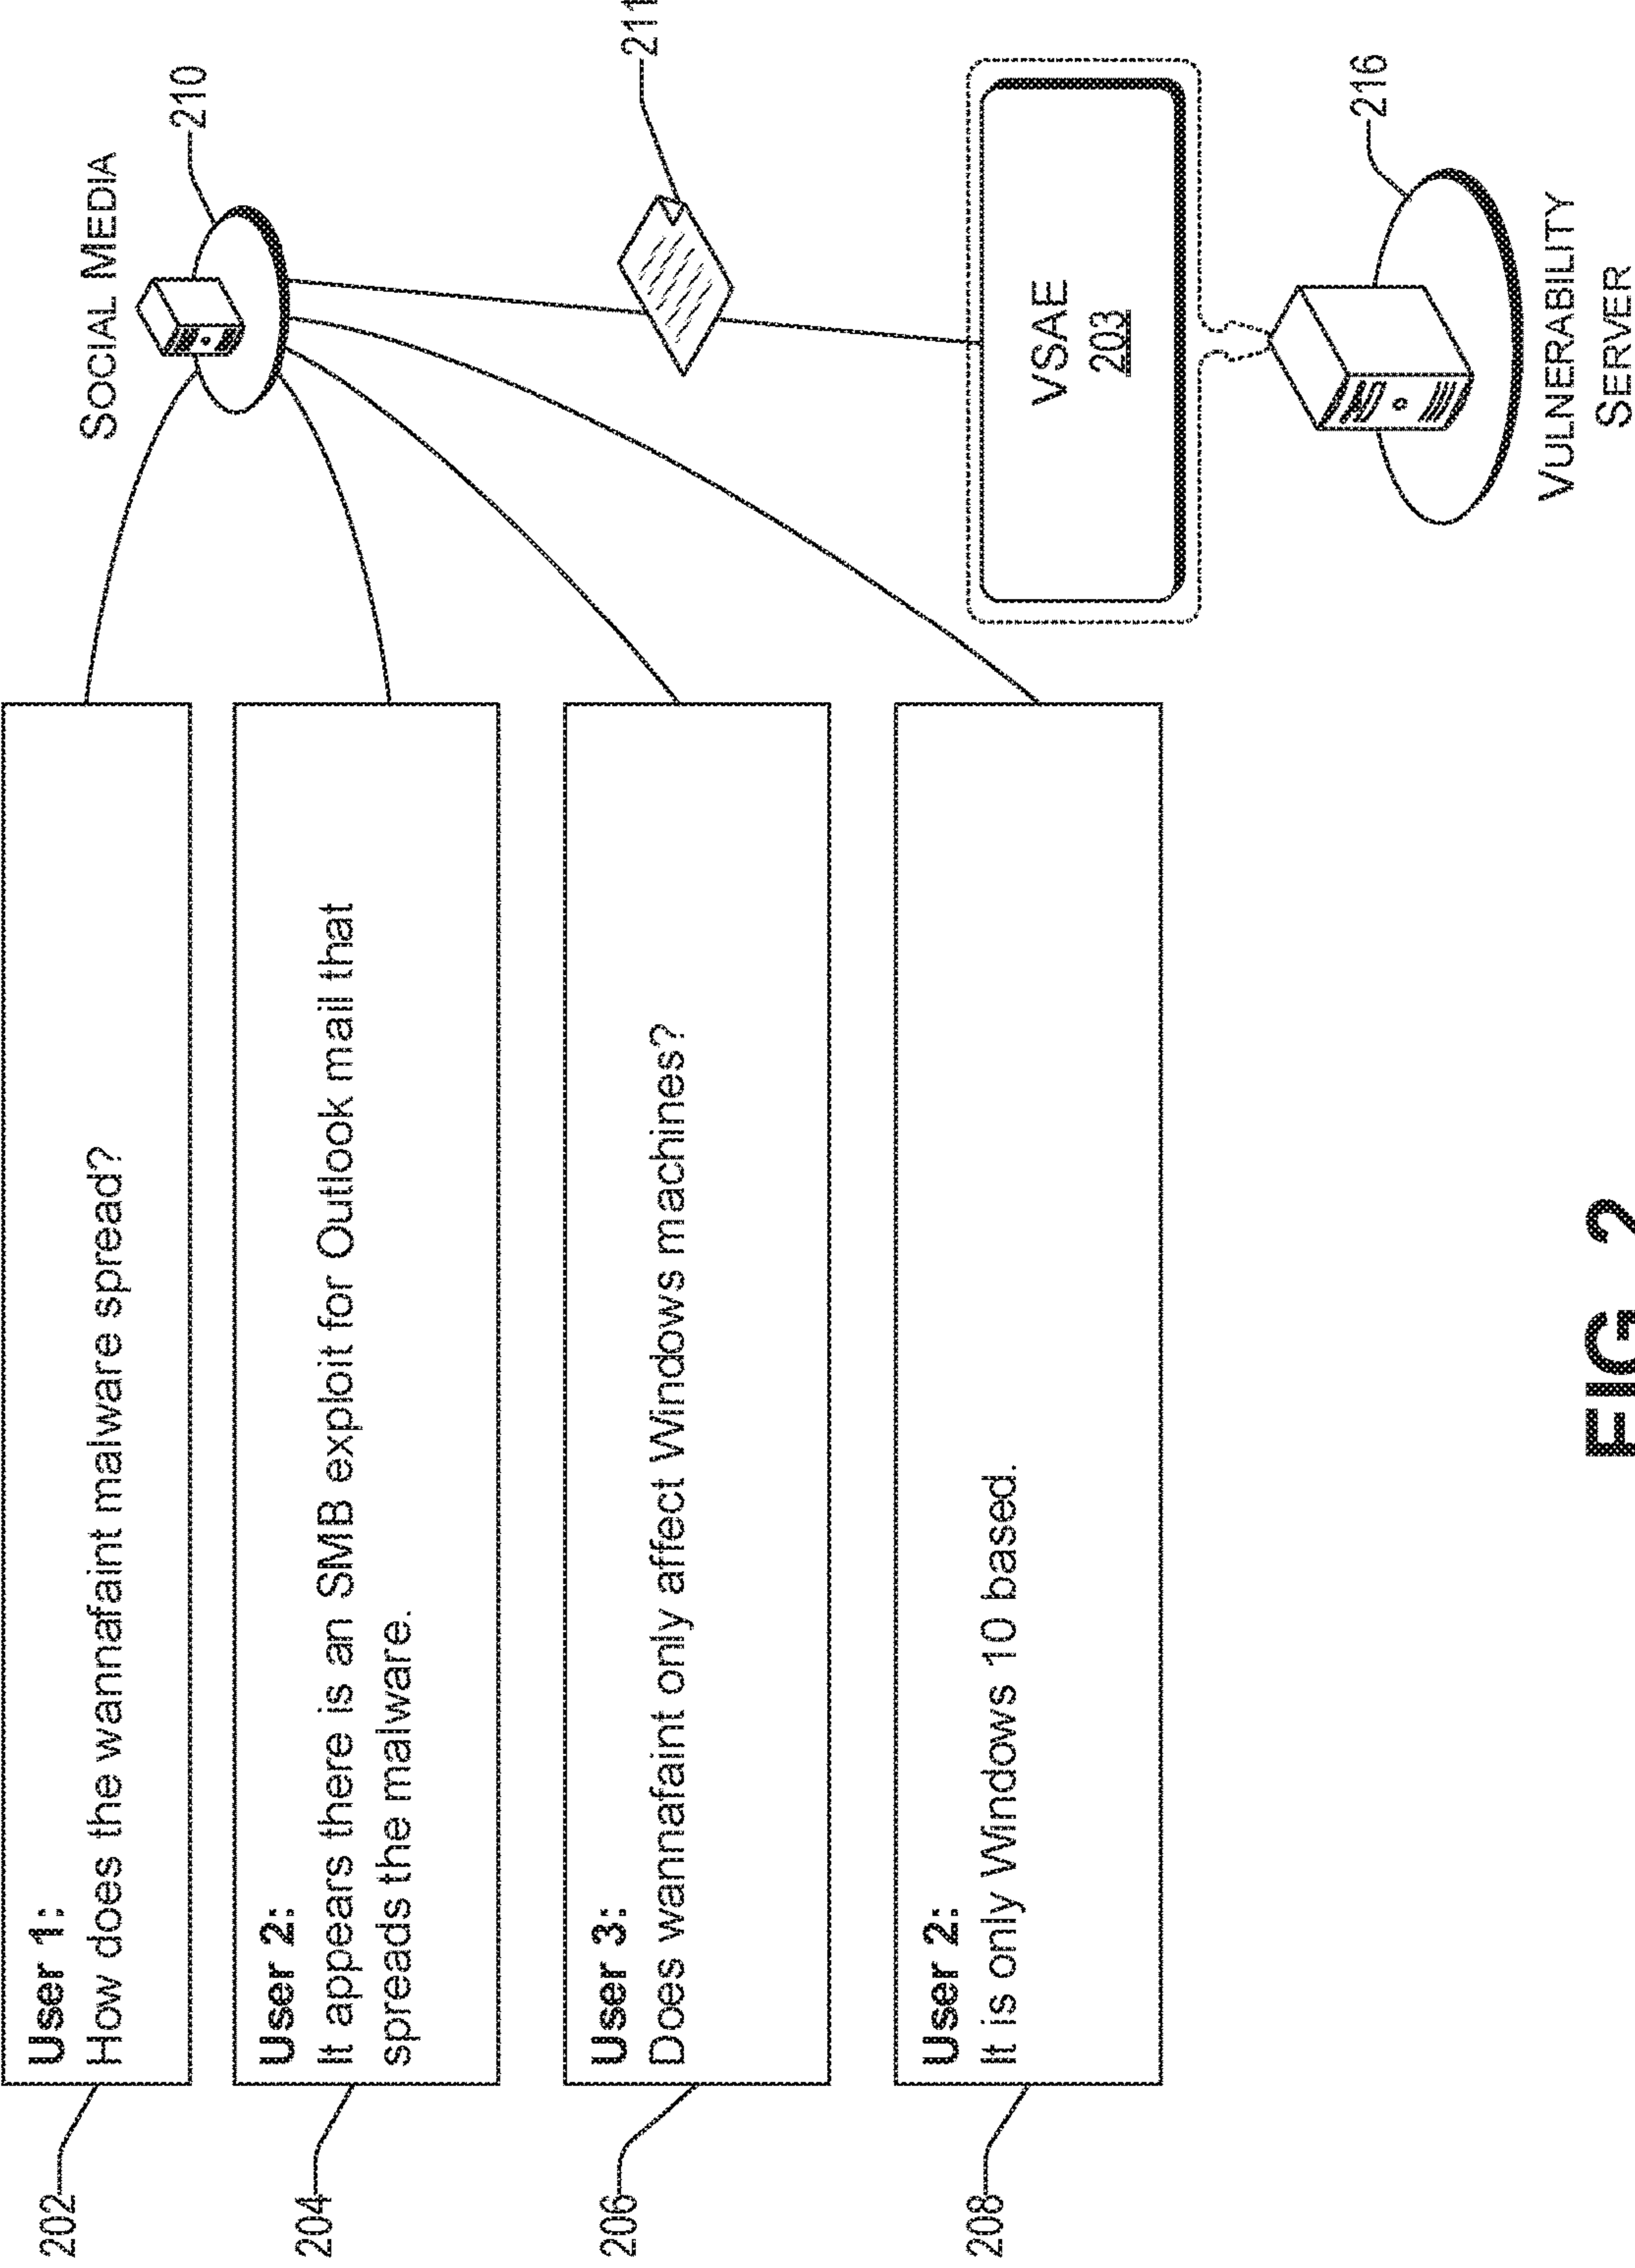 202
User 1:
How does the wannafaint malware spread?
204
User 2:
It appears there is an SMB exploit for Outlook mail that
spreads the malware.
206
User 3:
Does wannafaint only affect Windows machines?
208
User 2:
It is only Windows 10 based.
SOCIAL MEDIA
210
211
VSAE
203
216
VULNERABILITY
SERVER
FIG. 2